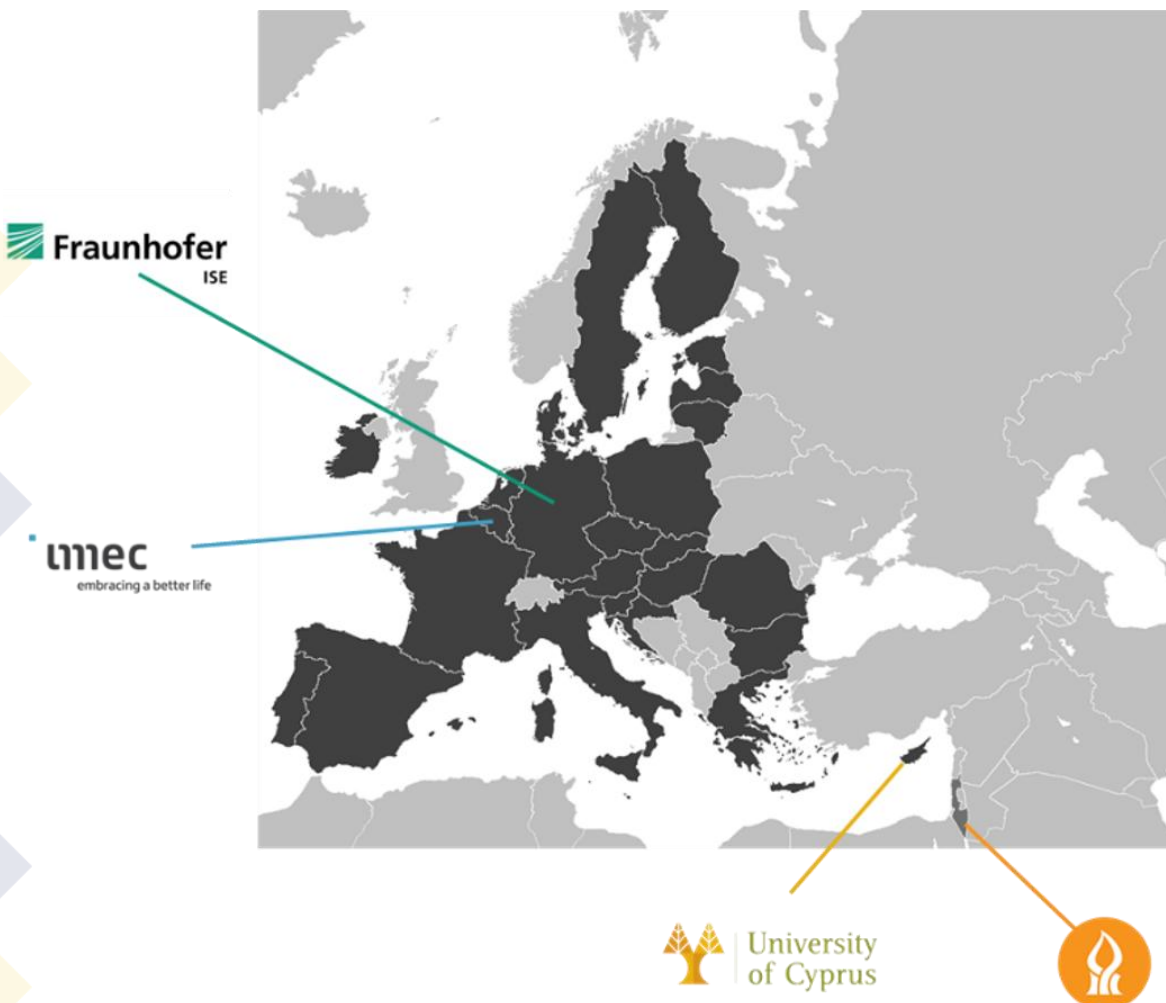 Fraunhofer
ISE
imec
embracing a better life
University
of Cyprus